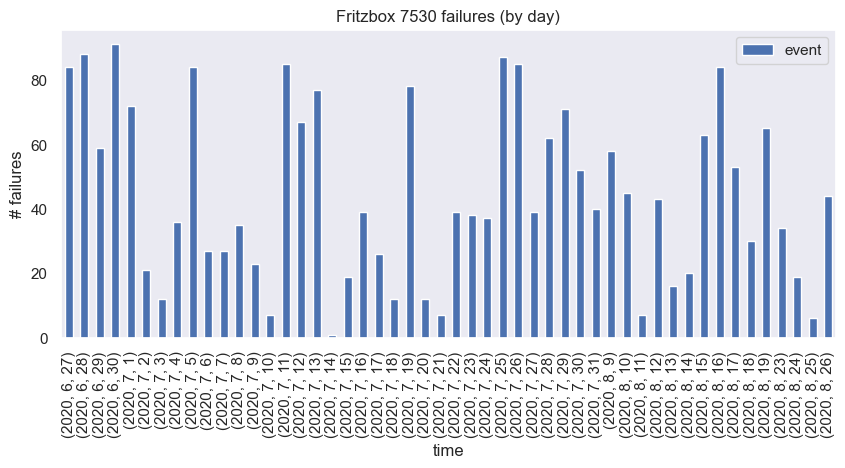 Fritzbox 7530 failures (by day)
event
# failures
80
60
40
20
0
(2020, 6, 27)
(2020, 6, 28)
(2020, 6, 29)
(2020, 6, 30)
(2020, 7, 1)
(2020, 7, 2)
(2020, 7, 3)
(2020, 7, 4)
(2020, 7, 5)
(2020, 7, 6)
(2020, 7, 7)
(2020, 7, 8)
(2020, 7, 9)
(2020, 7, 10)
(2020, 7, 11)
(2020, 7, 12)
(2020, 7, 13)
(2020, 7, 14)
(2020, 7, 15)
(2020, 7, 16)
(2020, 7, 17)
(2020, 7, 18)
(2020, 7, 19)
(2020, 7, 20)
(2020, 7, 21)
(2020, 7, 22)
(2020, 7, 23)
(2020, 7, 24)
(2020, 7, 25)
(2020, 7, 26)
(2020, 7, 27)
(2020, 7, 28)
(2020, 7, 29)
(2020, 7, 30)
(2020, 7, 31)
(2020, 8, 9)
(2020, 8, 10)
(2020, 8, 11)
(2020, 8, 12)
(2020, 8, 13)
(2020, 8, 14)
(2020, 8, 15)
(2020, 8, 16)
(2020, 8, 17)
(2020, 8, 18)
(2020, 8, 19)
(2020, 8, 23)
(2020, 8, 24)
(2020, 8, 25)
(2020, 8, 26)
time